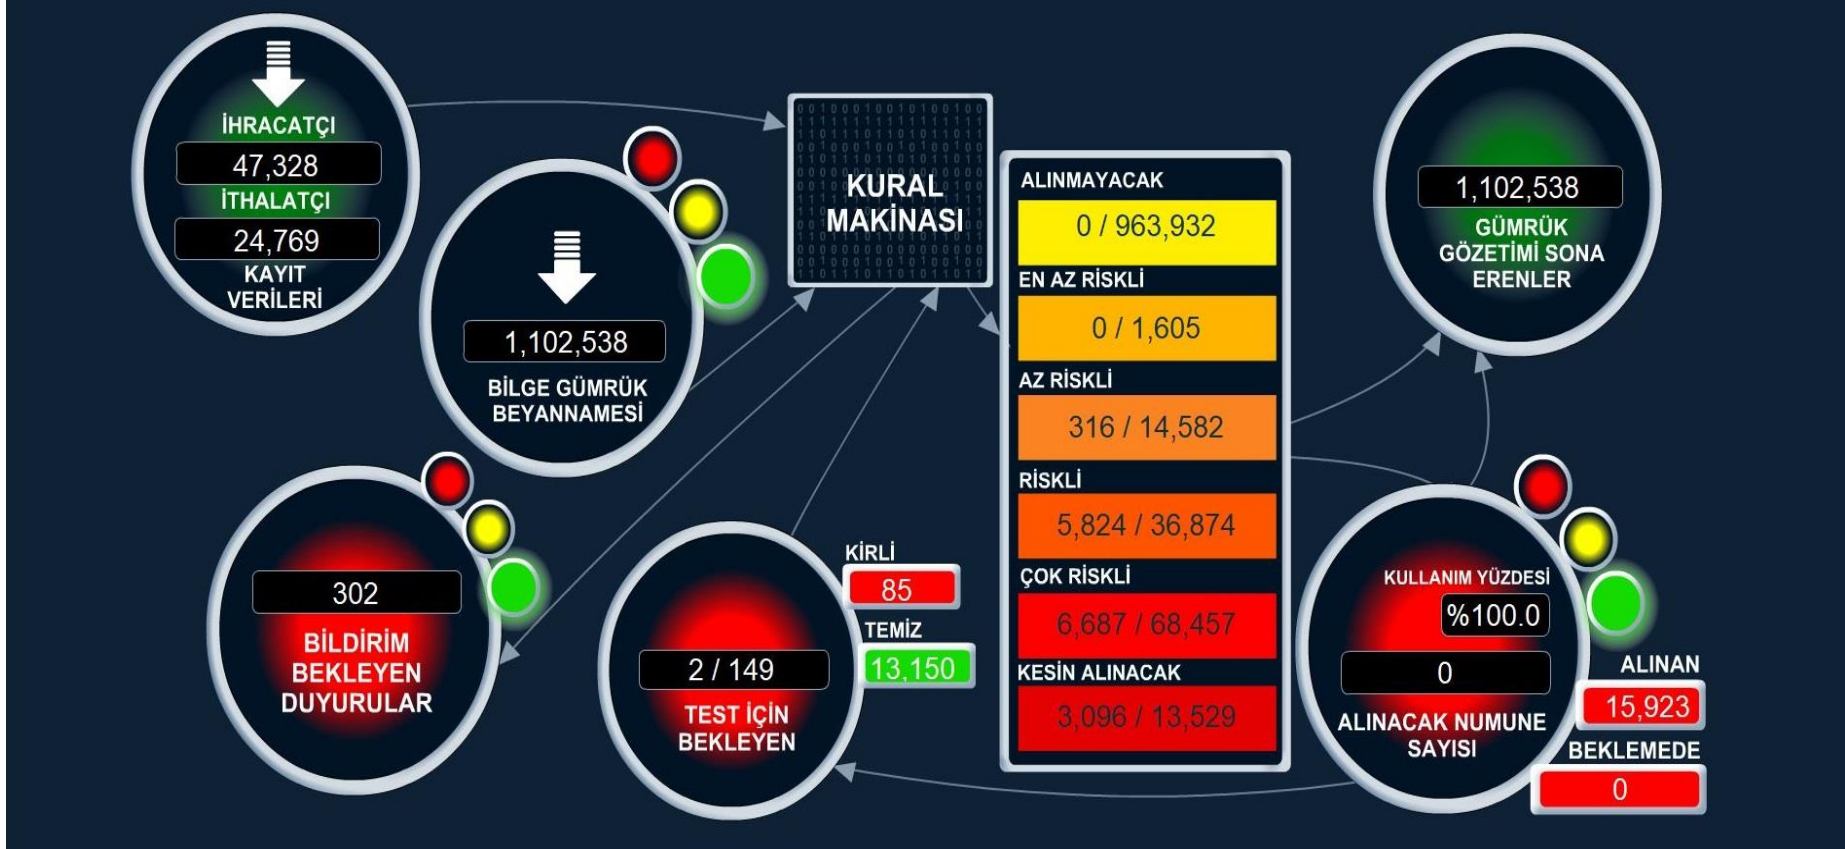 İHRACATÇI
47,328
İTHALATÇI
24,769
KAYIT
VERİLERİ
1,102,538
BİLGE GÜMRÜK
BEYANNAMESİ
KURAL
MAKİNASI
ALINMAYACAK
0 / 963,932
EN AZ RİSKLİ
0 / 1,605
AZ RİSKLİ
316 / 14,582
RİSKLİ
5,824 / 36,874
ÇOK RİSKLİ
6,687 / 68,457
KESİN ALINACAK
3,096 / 13,529
1,102,538
GÜMRÜK
GÖZETİMİ SONA
ERENLER
302
BİLDİRİM
BEKLEYEN
DUYURULAR
2 / 149
TEST İÇİN
BEKLEYEN
KİRLİ
85
TEMİZ
13,150
KULLANIM YÜZDESİ
%100.0
0
ALINACAK NUMUNE
SAYISI
ALINAN
15,923
BEKLEMEDE
0